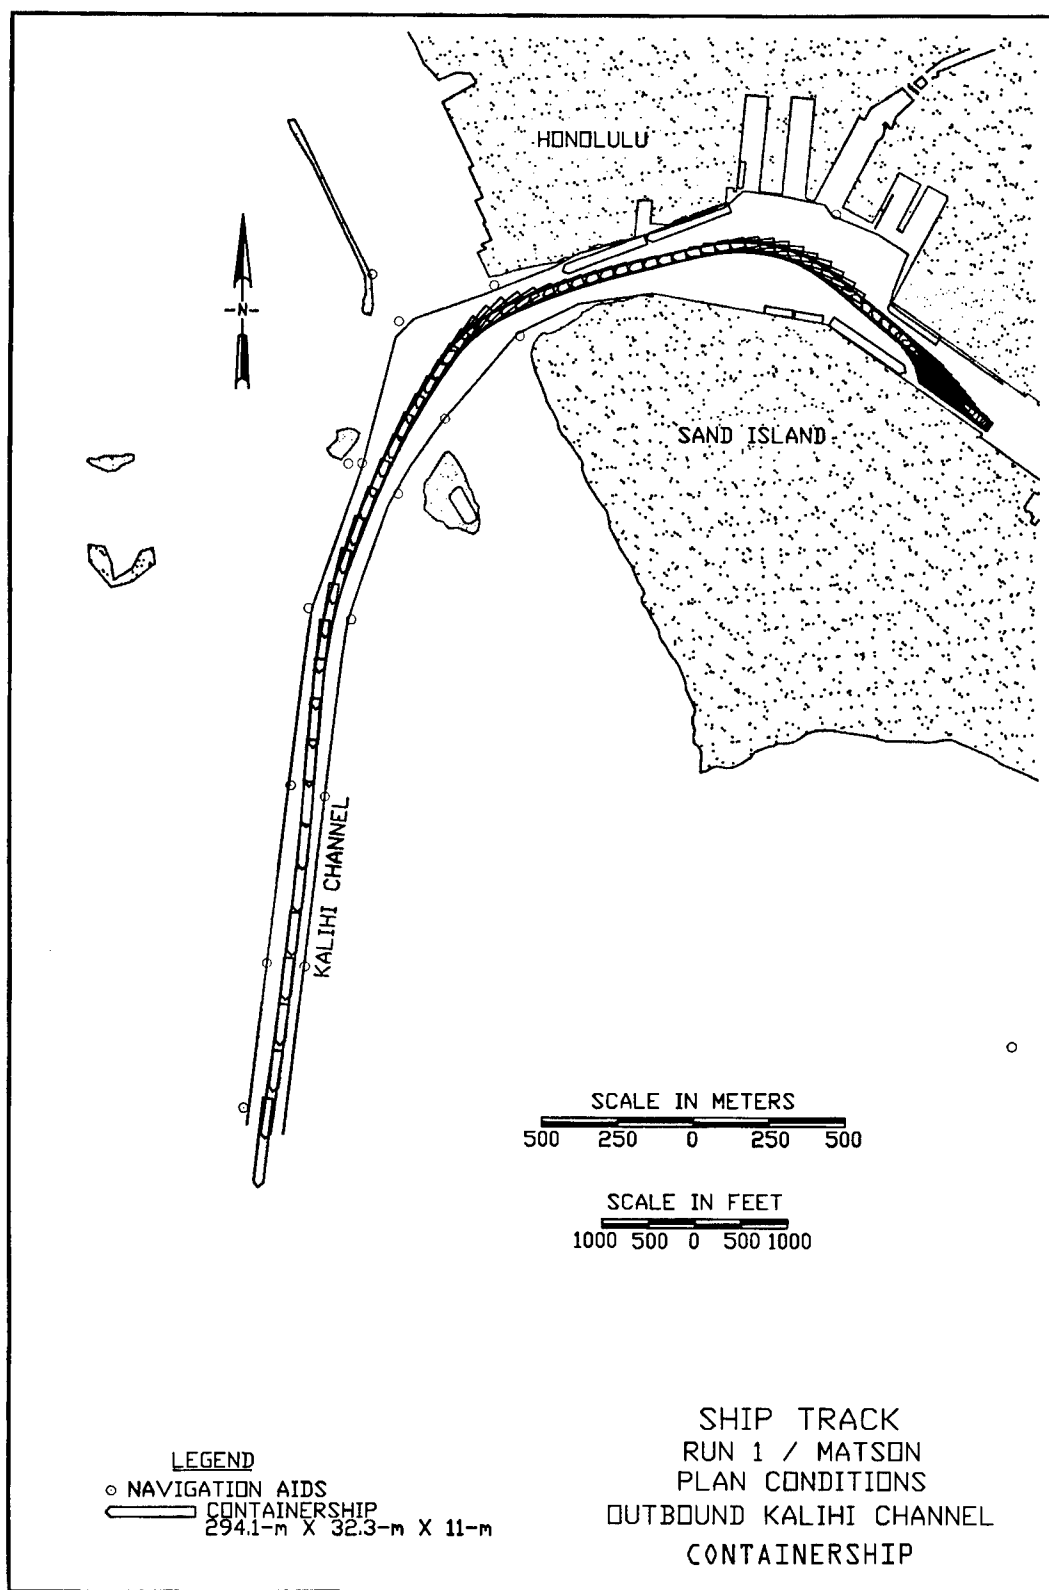 HONOLULU
-N-
SAND ISLAND
KALIHI CHANNEL
SCALE IN METERS
500 250 0 250 500
SCALE IN FEET
1000 500 0 500 1000
SHIP TRACK
RUN 1 / MATSON
PLAN CONDITIONS
OUTBOUND KALIHI CHANNEL
CONTAINERSHIP
LEGEND
NAVIGATION AIDS
CONTAINERSHIP
294.1-m X 32.3-m X 11-m